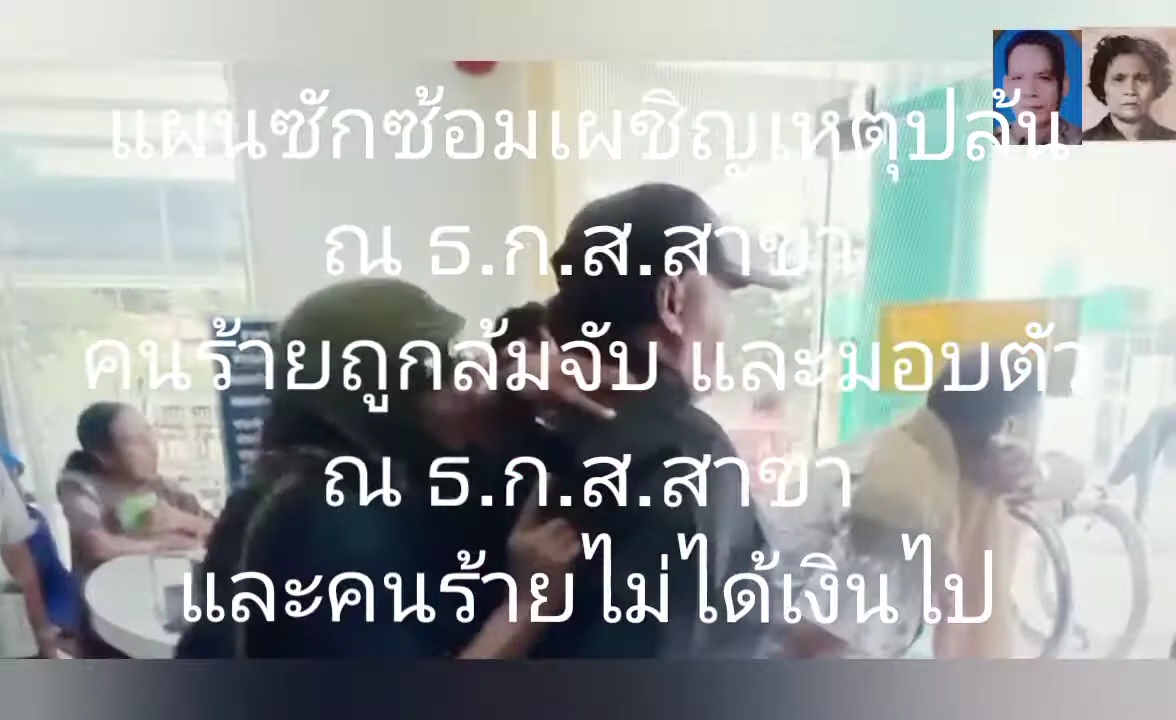 แผนซักซ้อมเผชิญเหตุปล้น
ณ ธ.ก.ส.สาขา
คนร้ายถูกล้มจับ และมอบตัว
ณ ธ.ก.ส.สาขา
และคนร้ายไม่ได้เงินไป